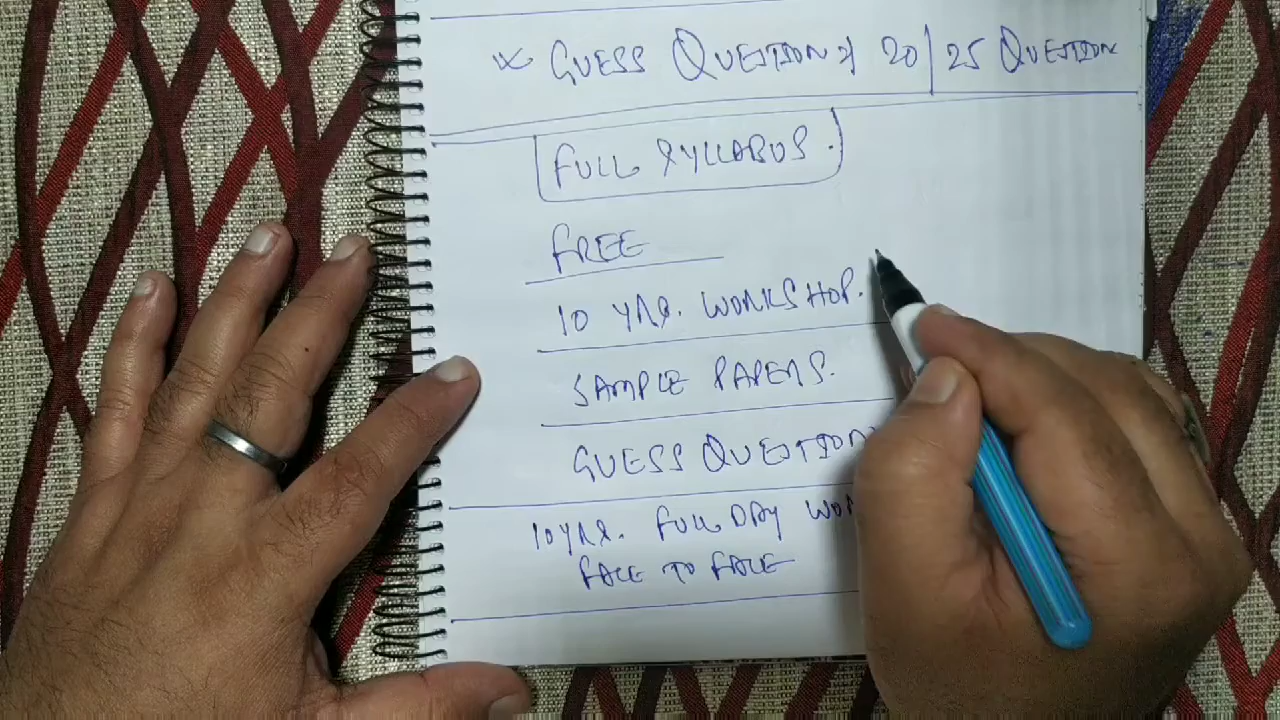 * GUESS QUESTION 20/25 QUESTION
FULL SYLLABUS.
FREE
10 YRS. WORKSHOP.
SAMPLE PAPERS.
GUESS QUESTION
10 YRS. FULL DAY
FACE TO FACE